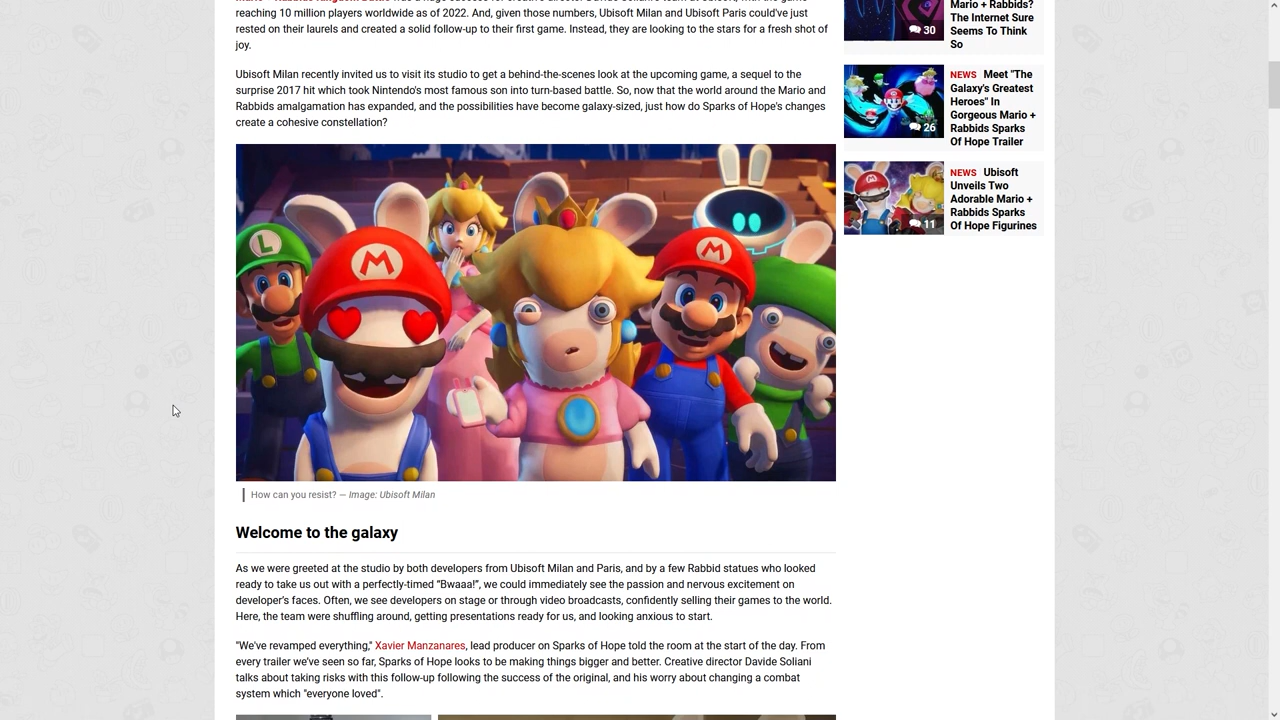 reaching 10 million players worldwide as of 2022. And, given those numbers, Ubisoft Milan and Ubisoft Paris could've just
rested on their laurels and created a solid follow-up to their first game. Instead, they are looking to the stars for a fresh shot of
joy.
Ubisoft Milan recently invited us to visit its studio to get a behind-the-scenes look at the upcoming game, a sequel to the
surprise 2017 hit which took Nintendo's most famous son into turn-based battle. So, now that the world around the Mario and
Rabbids amalgamation has expanded, and the possibilities have become galaxy-sized, just how do Sparks of Hope's changes
create a cohesive constellation?
L
M
M
How can you resist? — Image: Ubisoft Milan
Welcome to the galaxy
As we were greeted at the studio by both developers from Ubisoft Milan and Paris, and by a few Rabbid statues who looked
ready to take us out with a perfectly-timed “Bwaaa!”, we could immediately see the passion and nervous excitement on
developer’s faces. Often, we see developers on stage or through video broadcasts, confidently selling their games to the world.
Here, the team were shuffling around, getting presentations ready for us, and looking anxious to start.
"We've revamped everything," Xavier Manzanares, lead producer on Sparks of Hope told the room at the start of the day. From
every trailer we’ve seen so far, Sparks of Hope looks to be making things bigger and better. Creative director Davide Soliani
talks about taking risks with this follow-up following the success of the original, and his worry about changing a combat
system which "everyone loved".
Mario + Rabbids?
The Internet Sure
Seems To Think
So
30
NEWS Meet "The
Galaxy's Greatest
Heroes" In
Gorgeous Mario +
Rabbids Sparks
Of Hope Trailer
26
NEWS Ubisoft
Unveils Two
Adorable Mario +
Rabbids Sparks
Of Hope Figurines
11